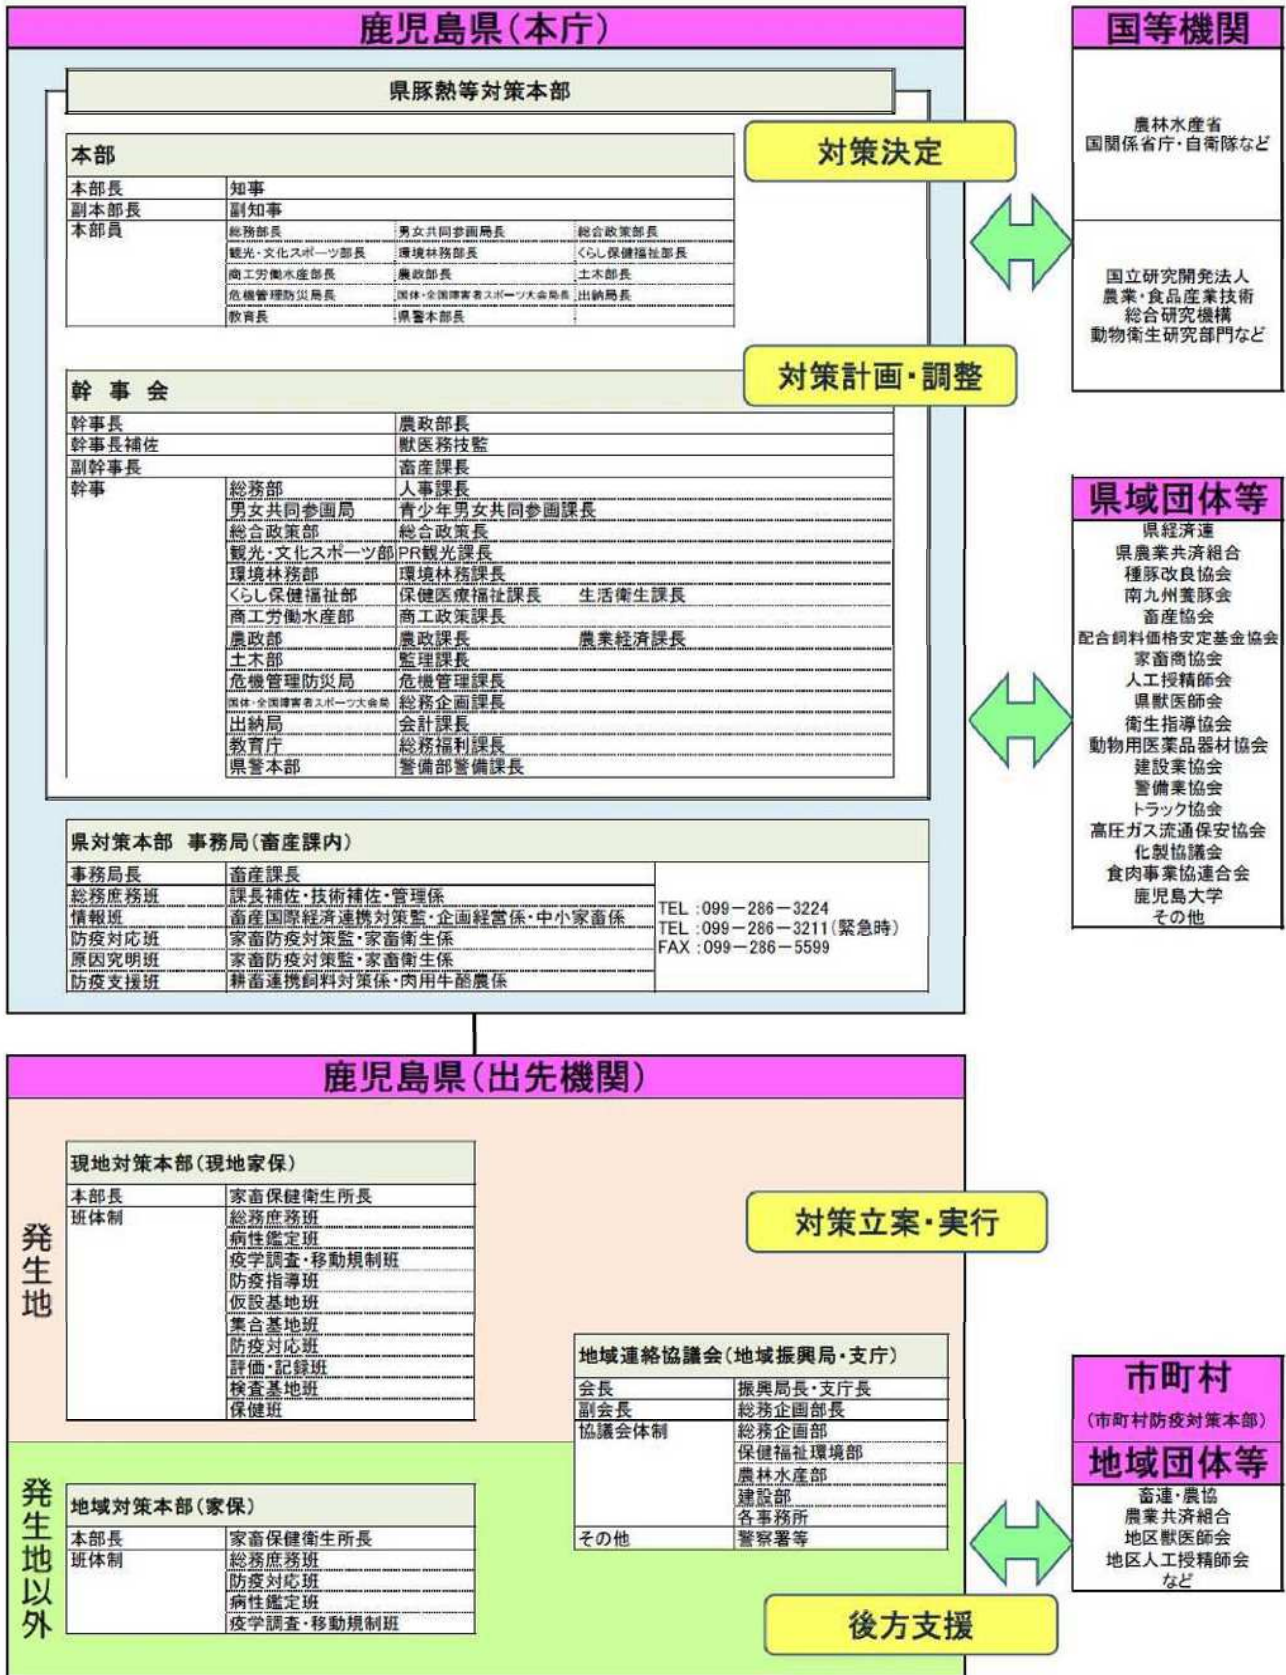 鹿児島県(本庁)
県豚熱等対策本部
対策決定
本部
本部長 知事
副本部長 副知事
本部員 総務部長 男女共同参画局長 総合政策部長
観光・文化スポーツ部長 環境林務部長 くらし保健福祉部長
商工労働水産部長 農政部長 土木部長
危機管理防災局長 国体・全国障害者スポーツ大会局長 出納局長
教育長 県警本部長
対策計画・調整
幹事会
幹事長 農政部長
幹事長補佐 獣医務技監
副幹事長 畜産課長
幹事 総務部 人事課長
男女共同参画局 青少年男女共同参画課長
総合政策部 総合政策長
観光・文化スポーツ部 PR観光課長
環境林務部 環境林務課長
くらし保健福祉部 保健医療福祉課長 生活衛生課長
商工労働水産部 商工政策課長
農政部 農政課長 農業経済課長
土木部 監理課長
危機管理防災局 危機管理課長
国体・全国障害者スポーツ大会局 総務企画課長
出納局 会計課長
教育庁 総務福利課長
県警本部 警備部警備課長
県対策本部 事務局(畜産課内)
事務局長 畜産課長
総務庶務班 課長補佐・技術補佐・管理係
情報班 畜産国際経済連携対策監・企画経営係・中小家畜係
防疫対応班 家畜防疫対策監・家畜衛生係
原因究明班 家畜防疫対策監・家畜衛生係
防疫支援班 耕畜連携飼料対策係・肉用牛酪農係
TEL:099-286-3224
TEL:099-286-3211(緊急時)
FAX:099-286-5599
国等機関
農林水産省
国関係省庁・自衛隊など
国立研究開発法人
農業・食品産業技術
総合研究機構
動物衛生研究部門など
県域団体等
県経済連
県農業共済組合
種豚改良協会
南九州養豚会
畜産協会
配合飼料価格安定基金協会
家畜商協会
人工授精師会
県獣医師会
衛生指導協会
動物用医薬品器材協会
建設業協会
警備業協会
トラック協会
高圧ガス流通保安協会
化製協議会
食肉事業協連合会
鹿児島大学
その他
鹿児島県(出先機関)
発生地
現地対策本部(現地家保)
本部長 家畜保健衛生所長
班体制 総務庶務班
病性鑑定班
疫学調査・移動規制班
防疫指導班
仮設基地班
集合基地班
防疫対応班
評価・記録班
検査基地班
保健班
対策立案・実行
地域連絡協議会(地域振興局・支庁)
会長 振興局長・支庁長
副会長 総務企画部長
協議会体制 総務企画部
保健福祉環境部
農林水産部
建設部
各事務所
その他 警察署等
発生地以外
地域対策本部(家保)
本部長 家畜保健衛生所長
班体制 総務庶務班
防疫対応班
病性鑑定班
疫学調査・移動規制班
後方支援
市町村
(市町村防疫対策本部)
地域団体等
畜連・農協
農業共済組合
地区獣医師会
地区人工授精師会
など